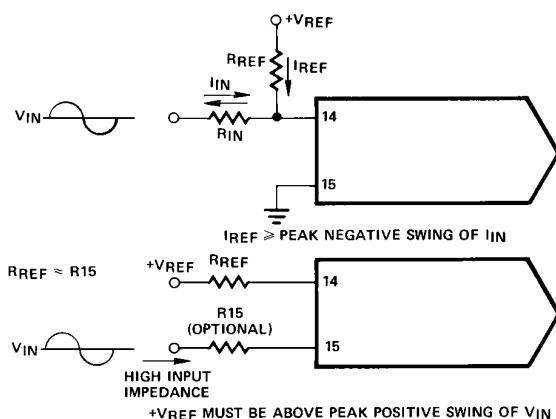 +VREF
RREF
IREF
IIN
VIN
RIN
14
15
IREF ⩾ PEAK NEGATIVE SWING OF IIN
RREF ≈ R15
+VREF
RREF
14
R15
(OPTIONAL)
15
VIN
HIGH INPUT
IMPEDANCE
+VREF MUST BE ABOVE PEAK POSITIVE SWING OF VIN